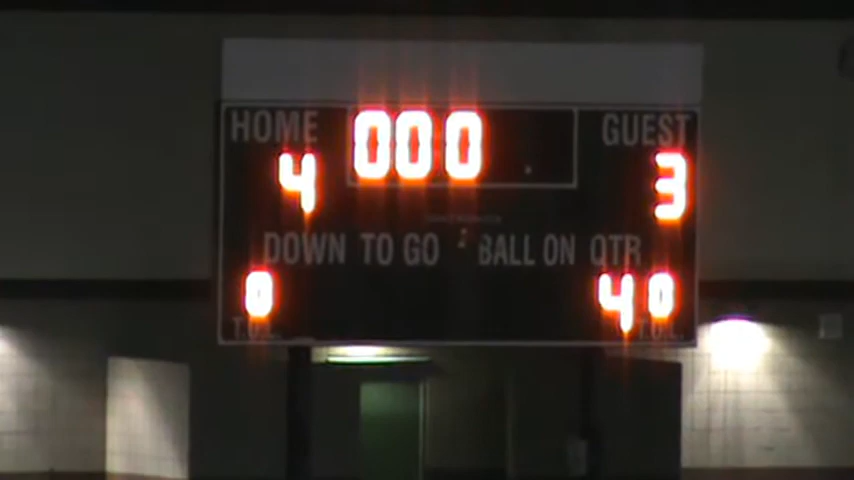 HOME 000 GUEST
4 3
DOWN TO GO BALL ON QTR
0 4 0
T.O.L. T.O.L.